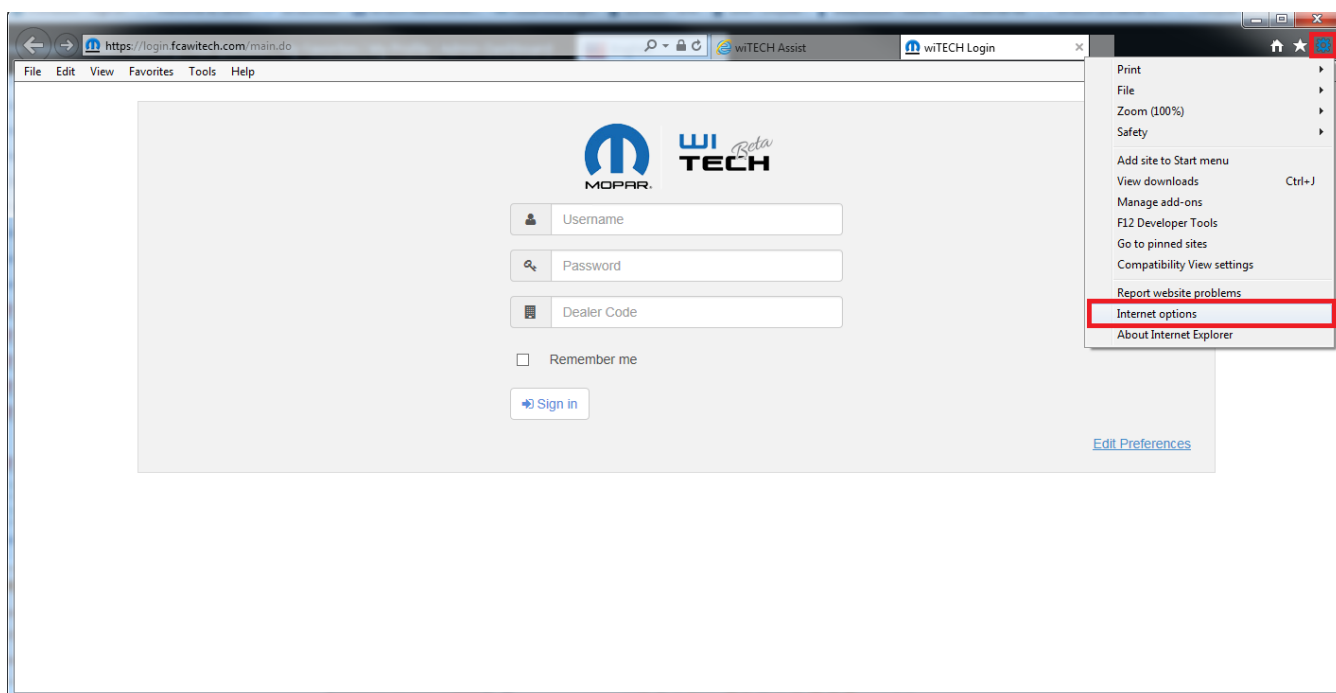 https://login.fcawitech.com/main.do
wiTECH Assist
wiTECH Login
File Edit View Favorites Tools Help
MOPAR.
WI Beta
TECH
Username
Password
Dealer Code
Remember me
Sign in
Edit Preferences
Print
File
Zoom (100%)
Safety
Add site to Start menu
View downloads Ctrl+J
Manage add-ons
F12 Developer Tools
Go to pinned sites
Compatibility View settings
Report website problems
Internet options
About Internet Explorer